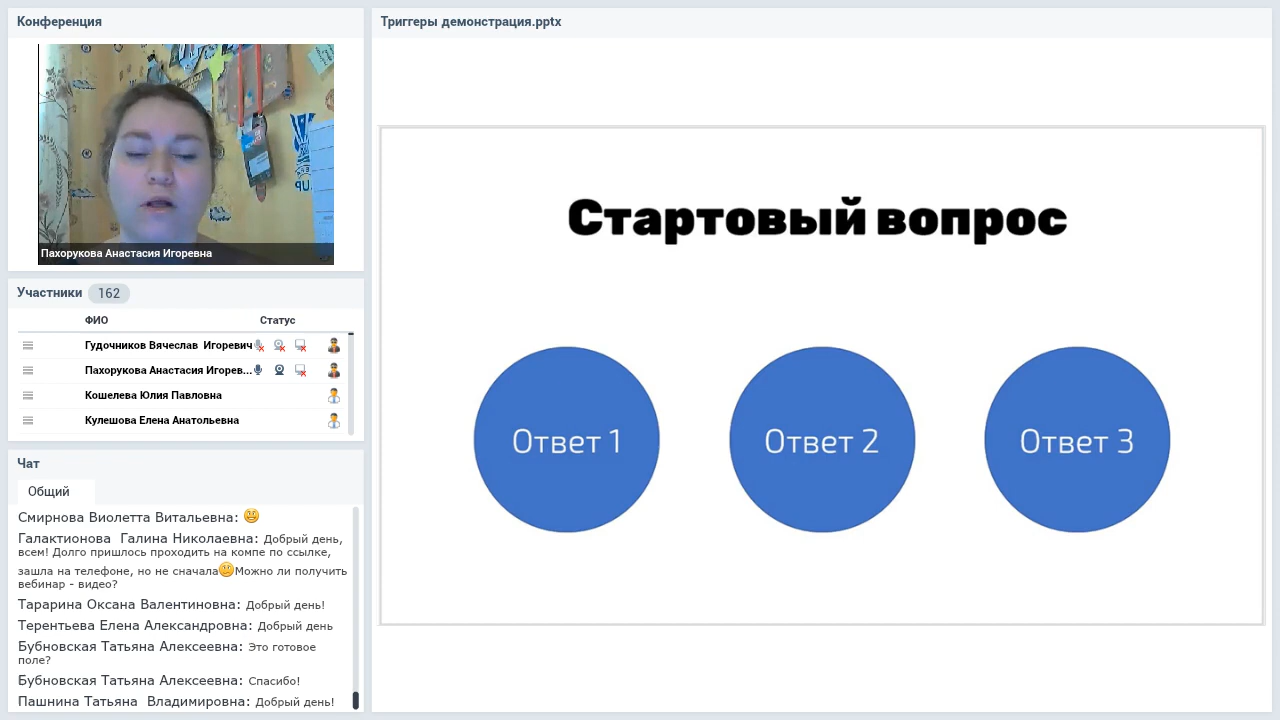 Конференция
Пахорукова Анастасия Игоревна
Участники 162
ФИО Статус
Гудочников Вячеслав Игоревич
Пахорукова Анастасия Игорев...
Кошелева Юлия Павловна
Кулешова Елена Анатольевна
Чат
Общий
Смирнова Виолетта Витальевна:
Галактионова Галина Николаевна: Добрый день,
всем! Долго пришлось проходить на компе по ссылке,
зашла на телефоне, но не сначала Можно ли получить
вебинар - видео?
Тарарина Оксана Валентиновна: Добрый день!
Терентьева Елена Александровна: Добрый день
Бубновская Татьяна Алексеевна: Это готовое
поле?
Бубновская Татьяна Алексеевна: Спасибо!
Пашнина Татьяна Владимировна: Добрый день!
Триггеры демонстрация.pptx
Стартовый вопрос
Ответ 1
Ответ 2
Ответ 3